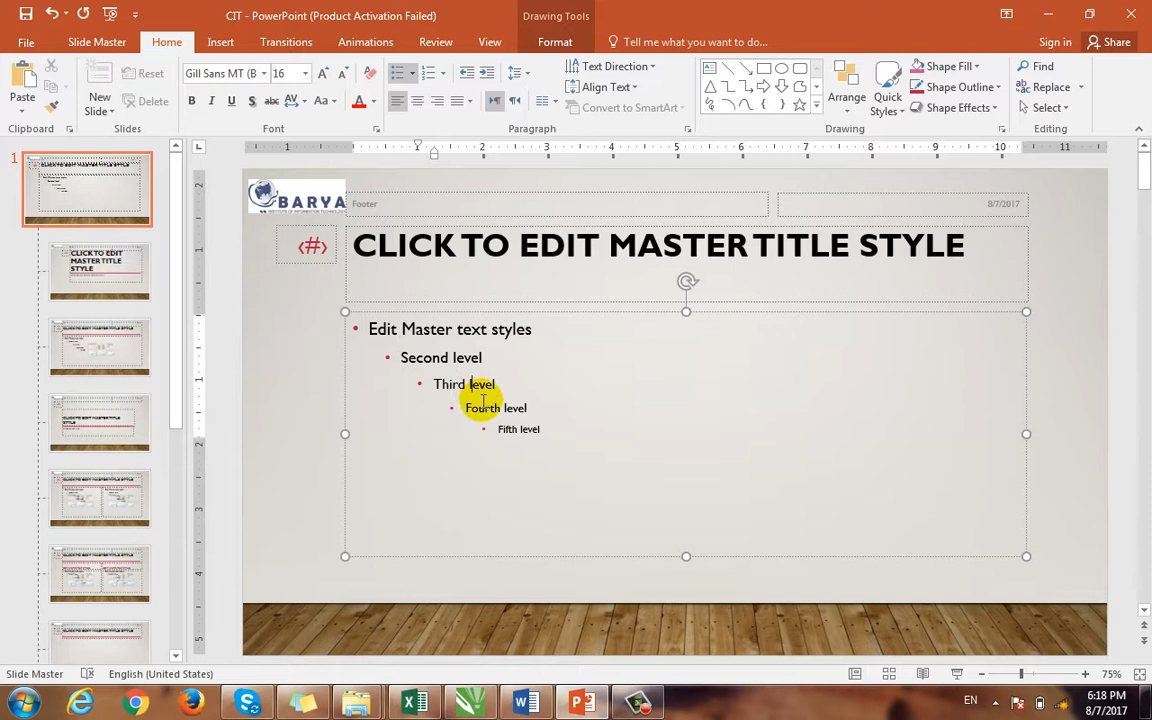 CIT - PowerPoint (Product Activation Failed)
Drawing Tools
File
Slide Master
Home
Insert
Transitions
Animations
Review
View
Format
Tell me what you want to do...
Sign in
Share
Paste
Clipboard
New
Slide
Reset
Delete
Slides
Gill Sans MT (B
16
Font
Text Direction
Align Text
Convert to SmartArt
Paragraph
Arrange
Quick
Styles
Shape Fill
Shape Outline
Shape Effects
Drawing
Find
Replace
Select
Editing
1
BARYA
INSTITUTE OF INFORMATION TECHNOLOGY
Footer
8/7/2017
‹#›
CLICK TO EDIT MASTER TITLE STYLE
• Edit Master text styles
• Second level
• Third level
• Fourth level
• Fifth level
CLICK TO EDIT
MASTER TITLE
STYLE
Slide Master
English (United States)
75%
EN
6:18 PM
8/7/2017